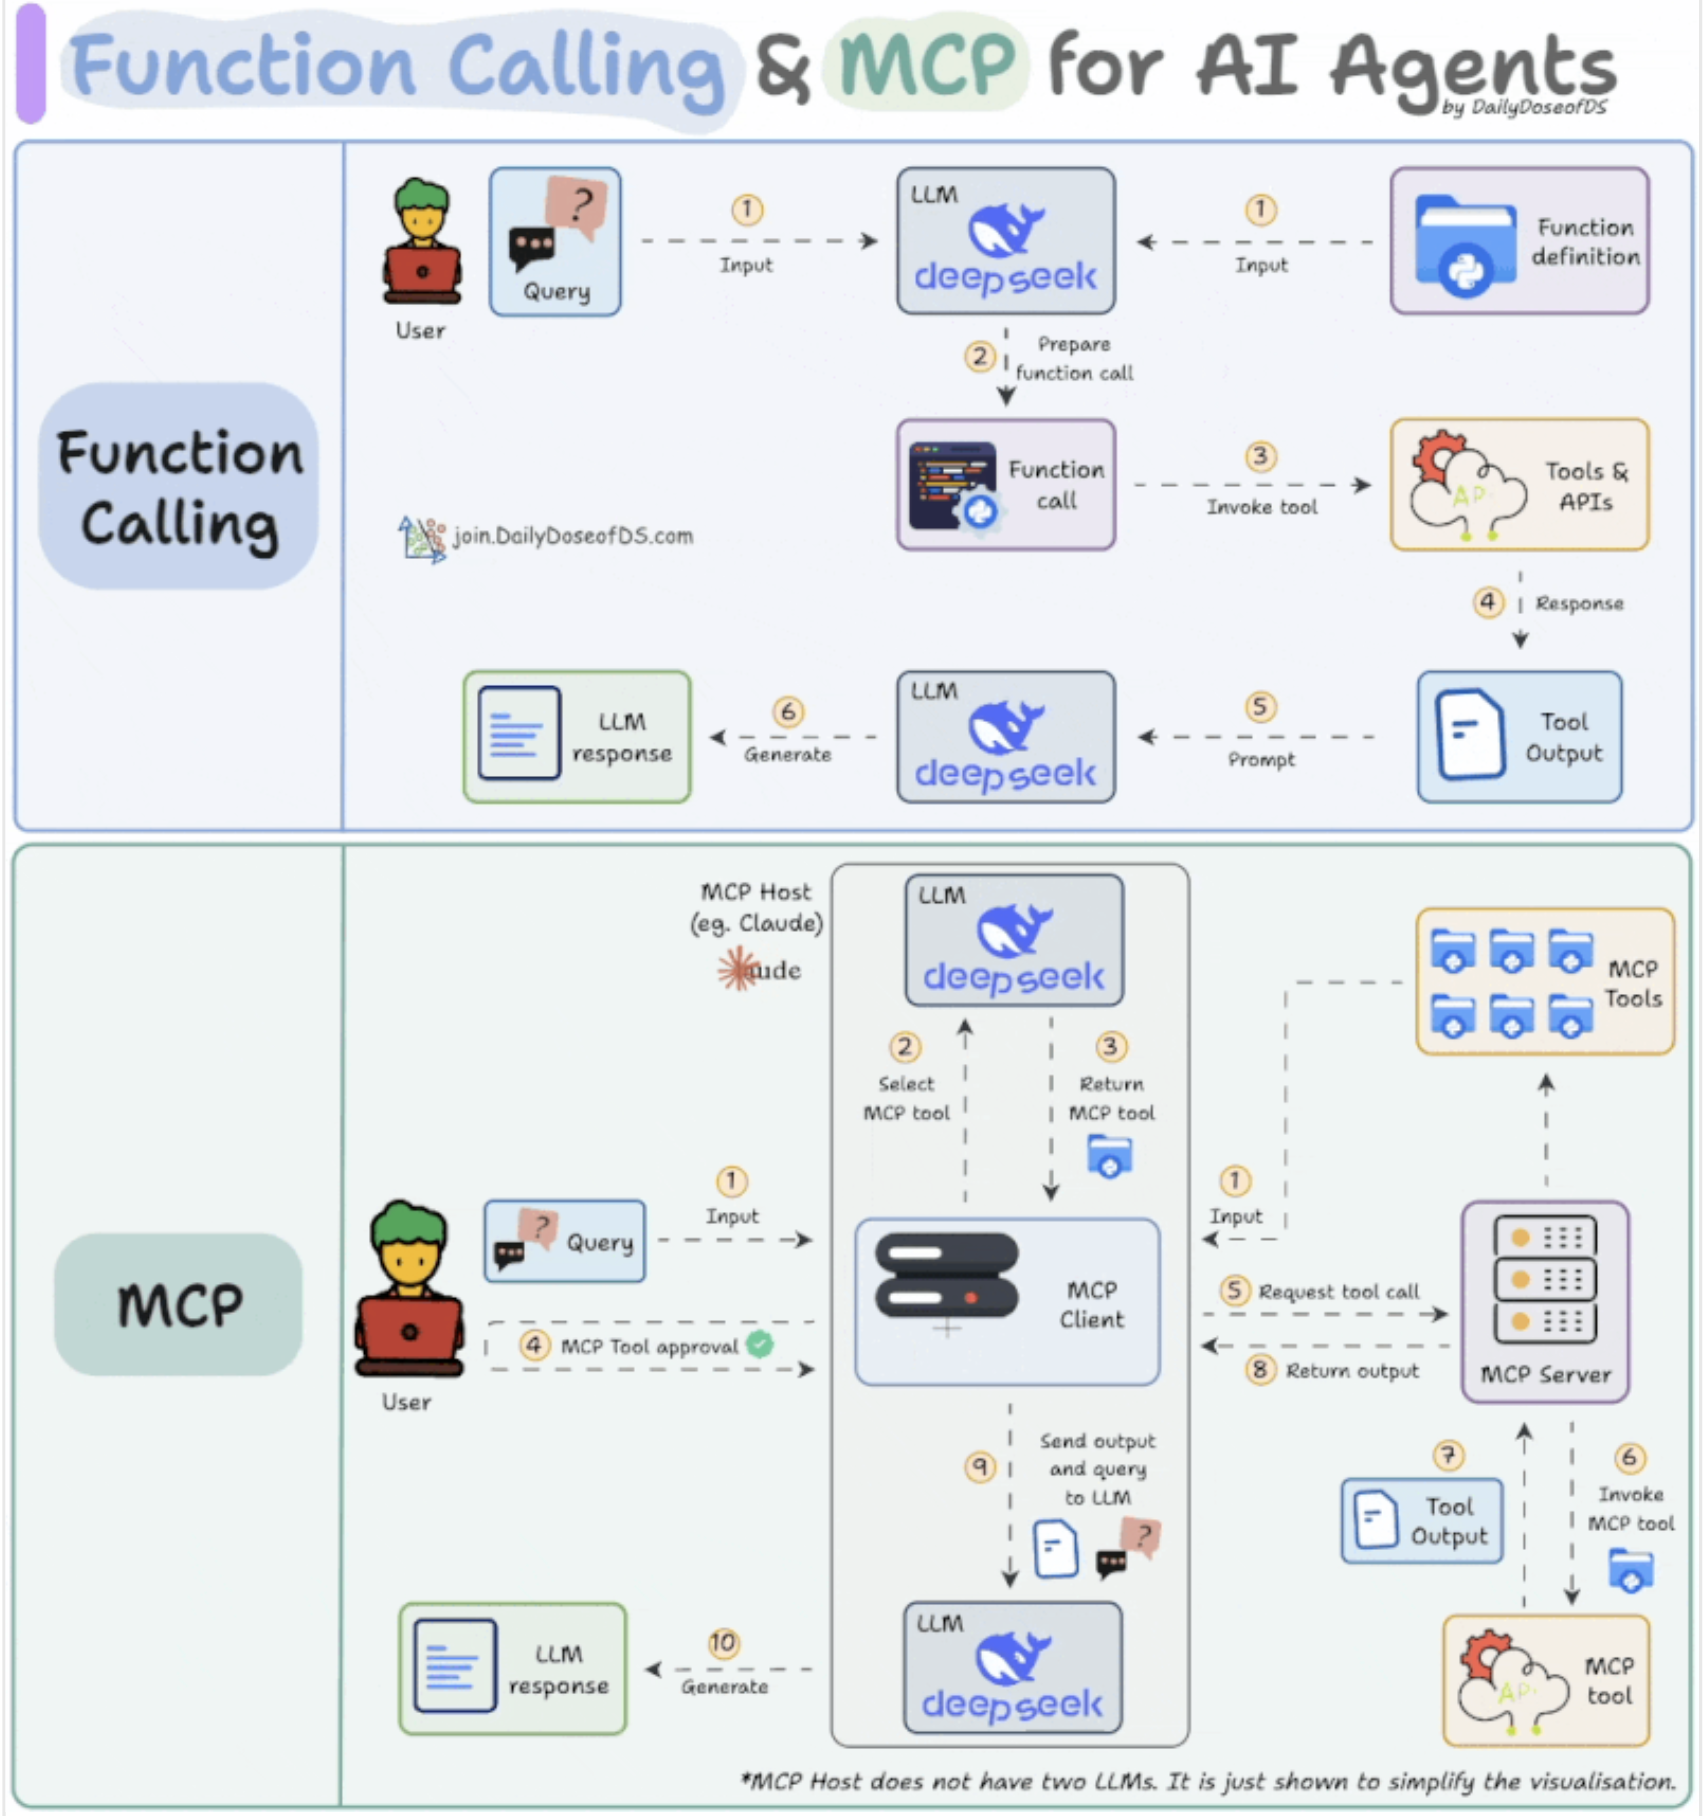 Function Calling & MCP for AI Agents
by DailyDoseofDS
Function
Calling
User
?
Query
1
Input
LLM
deepseek
1
Input
Function
definition
2
Prepare
function call
Function
call
3
Invoke tool
Tools &
APIs
join.DailyDoseofDS.com
4
Response
LLM
response
6
Generate
LLM
deepseek
5
Prompt
Tool
Output
MCP
MCP Host
(eg. Claude)
LLM
deepseek
MCP
Tools
2
Select
MCP tool
3
Return
MCP tool
User
?
Query
1
Input
1
Input
MCP
Client
4
MCP Tool approval
5
Request tool call
8
Return output
MCP Server
9
Send output
and query
to LLM
?
7
Tool
Output
6
Invoke
MCP tool
LLM
response
10
Generate
LLM
deepseek
MCP
tool
*MCP Host does not have two LLMs. It is just shown to simplify the visualisation.